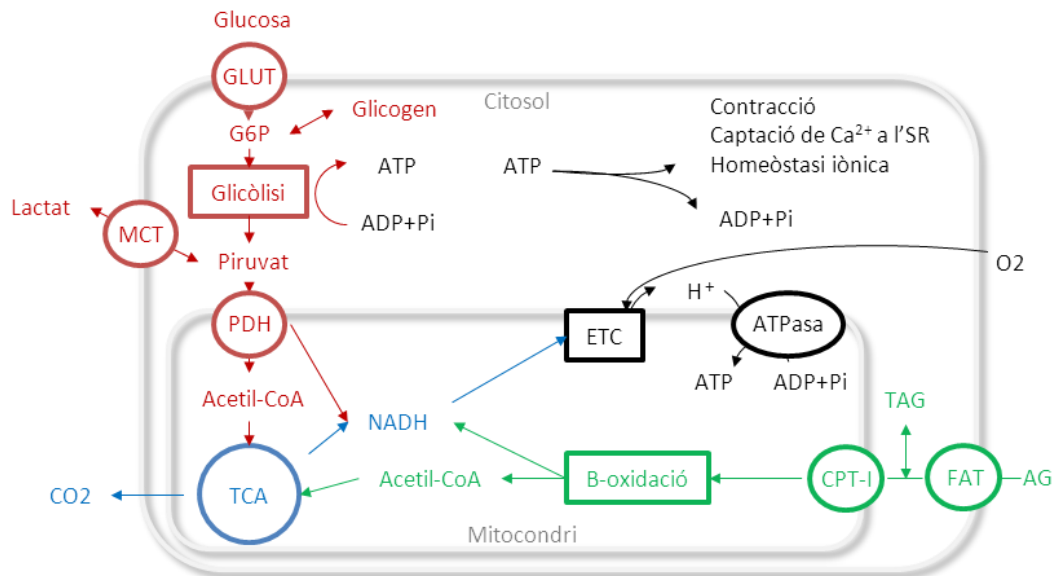 Glucosa
GLUT
Citosol
G6P
Glicogen
Contracció
Captació de Ca²⁺ a l'SR
Homeòstasi iònica
ATP
ATP
Glicòlisi
ADP+Pi
ADP+Pi
Lactat
MCT
Piruvat
O2
H⁺
PDH
ETC
ATPasa
ATP
ADP+Pi
Acetil-CoA
NADH
TAG
CO2
TCA
Acetil-CoA
B-oxidació
CPT-I
FAT
AG
Mitocondri